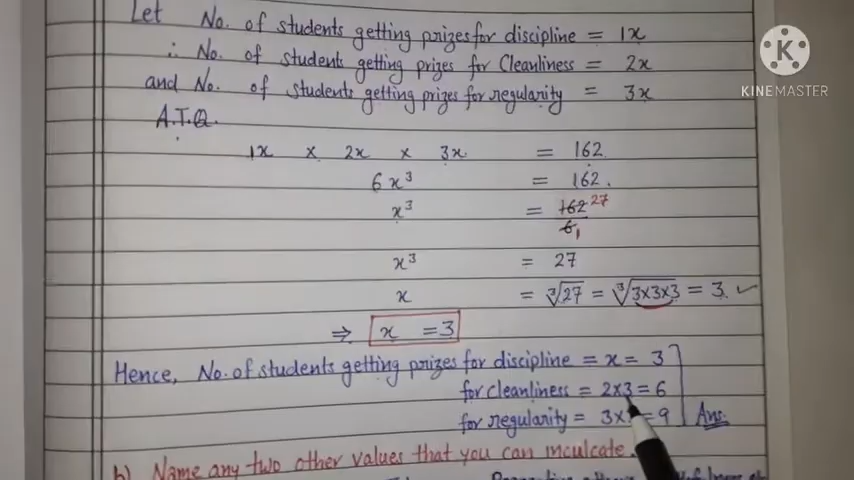 Let No. of students getting prizes for discipline = 1x
∴ No. of students getting prizes for Cleanliness = 2x
and No. of students getting prizes for regularity = 3x
A.T.Q.
1x × 2x × 3x = 162
6x³ = 162.
x³ = 162 27
6 1
x³ = 27
x = ∛27 = ∛3×3×3 = 3. ✓
⇒ x = 3
Hence, No. of students getting prizes for discipline = x = 3
for cleanliness = 2×3 = 6
for regularity = 3× = 9 Ans.
b) Name any two other values that you can inculcate.
KINEMASTER